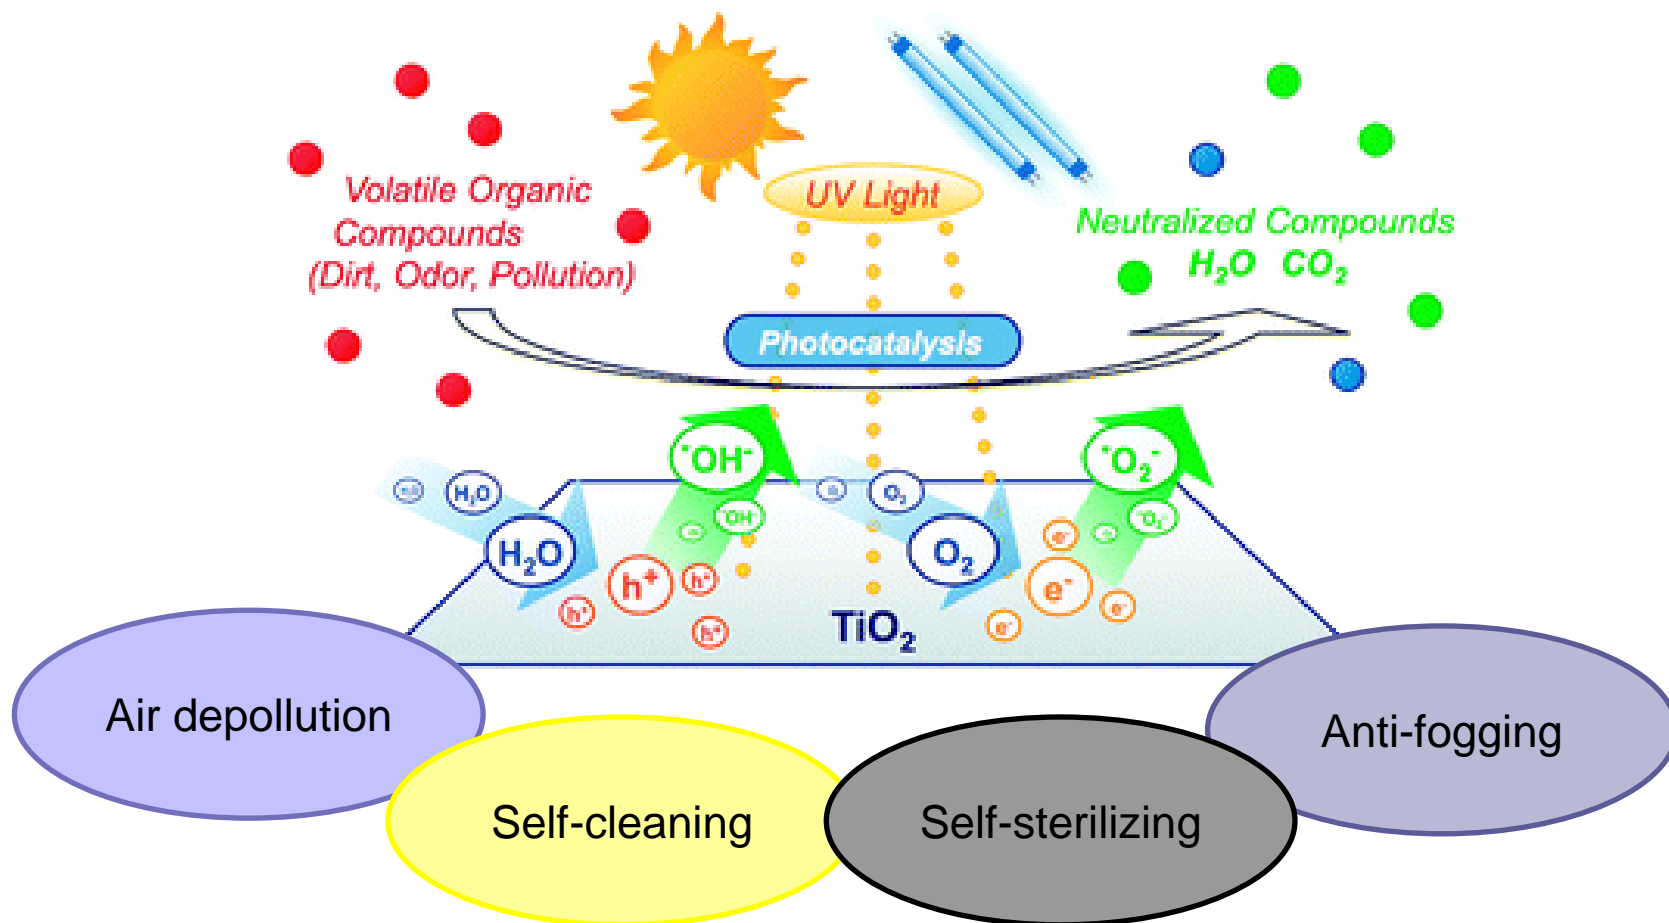 UV Light
Volatile Organic
Compounds
(Dirt, Odor, Pollution)
Neutralized Compounds
H₂O CO₂
Photocatalysis
·OH⁻
·O₂⁻
H₂O
O₂
·OH⁻
·O₂⁻
H₂O
O₂
e⁻
h⁺
h⁺
e⁻
h⁺
e⁻
h⁺
TiO₂
e⁻
Air depollution
Anti-fogging
Self-cleaning
Self-sterilizing